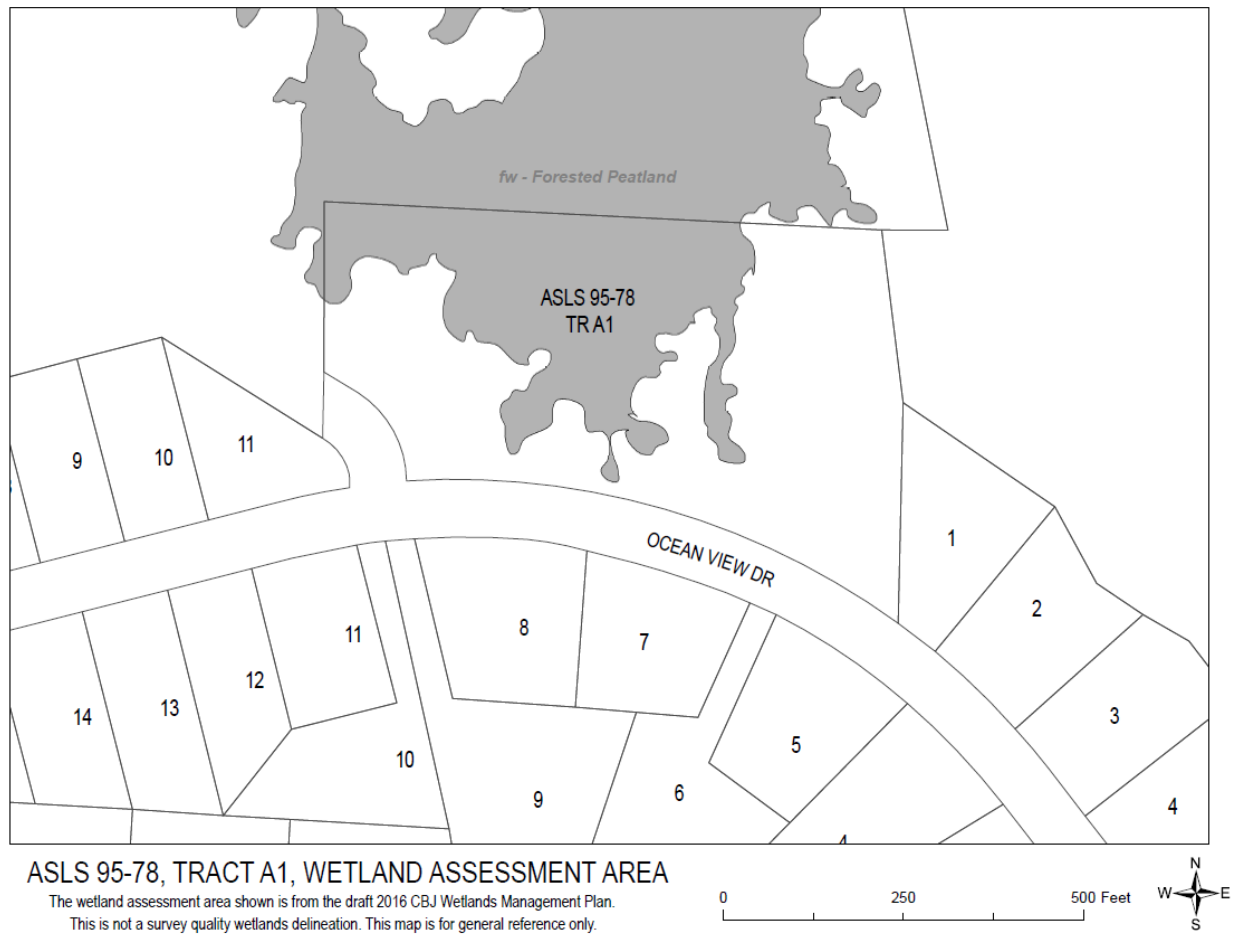 fw - Forested Peatland
ASLS 95-78
TR A1
9
10
11
1
OCEAN VIEW DR
2
8
7
11
12
14
13
3
5
10
6
9
4
4
ASLS 95-78, TRACT A1, WETLAND ASSESSMENT AREA
The wetland assessment area shown is from the draft 2016 CBJ Wetlands Management Plan.
This is not a survey quality wetlands delineation. This map is for general reference only.
0 250 500 Feet
N
W E
S